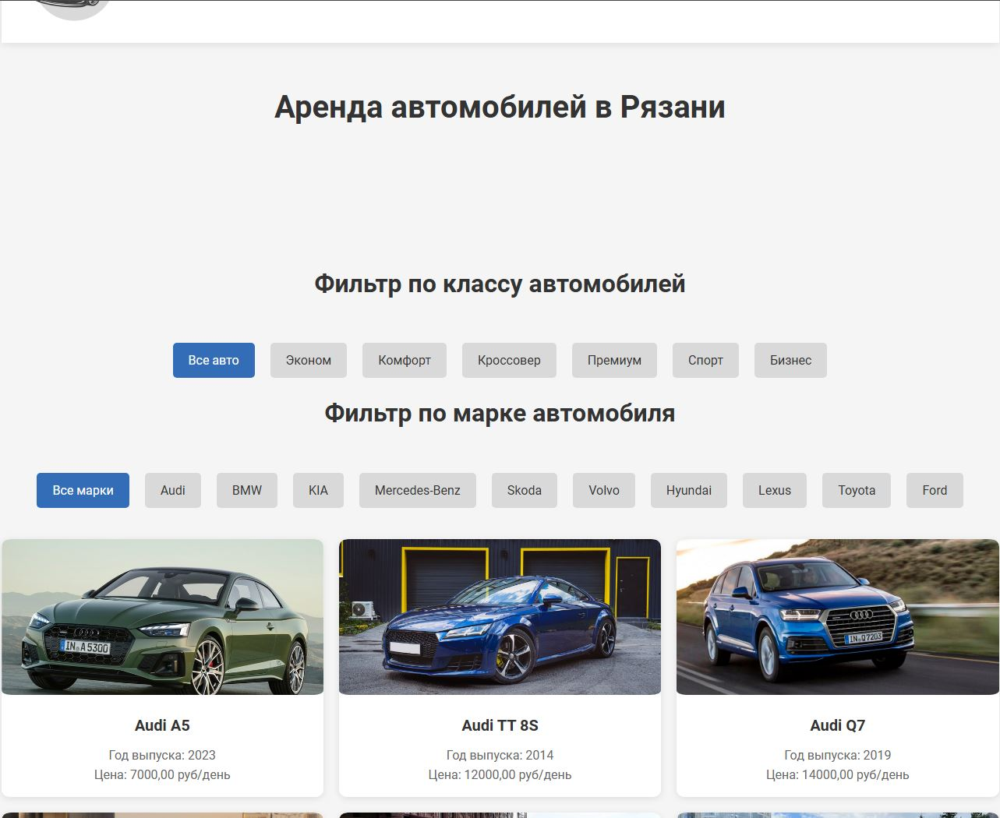 Аренда автомобилей в Рязани
Фильтр по классу автомобилей
Все авто Эконом Комфорт Кроссовер Премиум Спорт Бизнес
Фильтр по марке автомобиля
Все марки Audi BMW KIA Mercedes-Benz Skoda Volvo Hyundai Lexus Toyota Ford
IN A 5300
IN Q 7203
Audi A5 Audi TT 8S Audi Q7
Год выпуска: 2023 Год выпуска: 2014 Год выпуска: 2019
Цена: 7000,00 руб/день Цена: 12000,00 руб/день Цена: 14000,00 руб/день